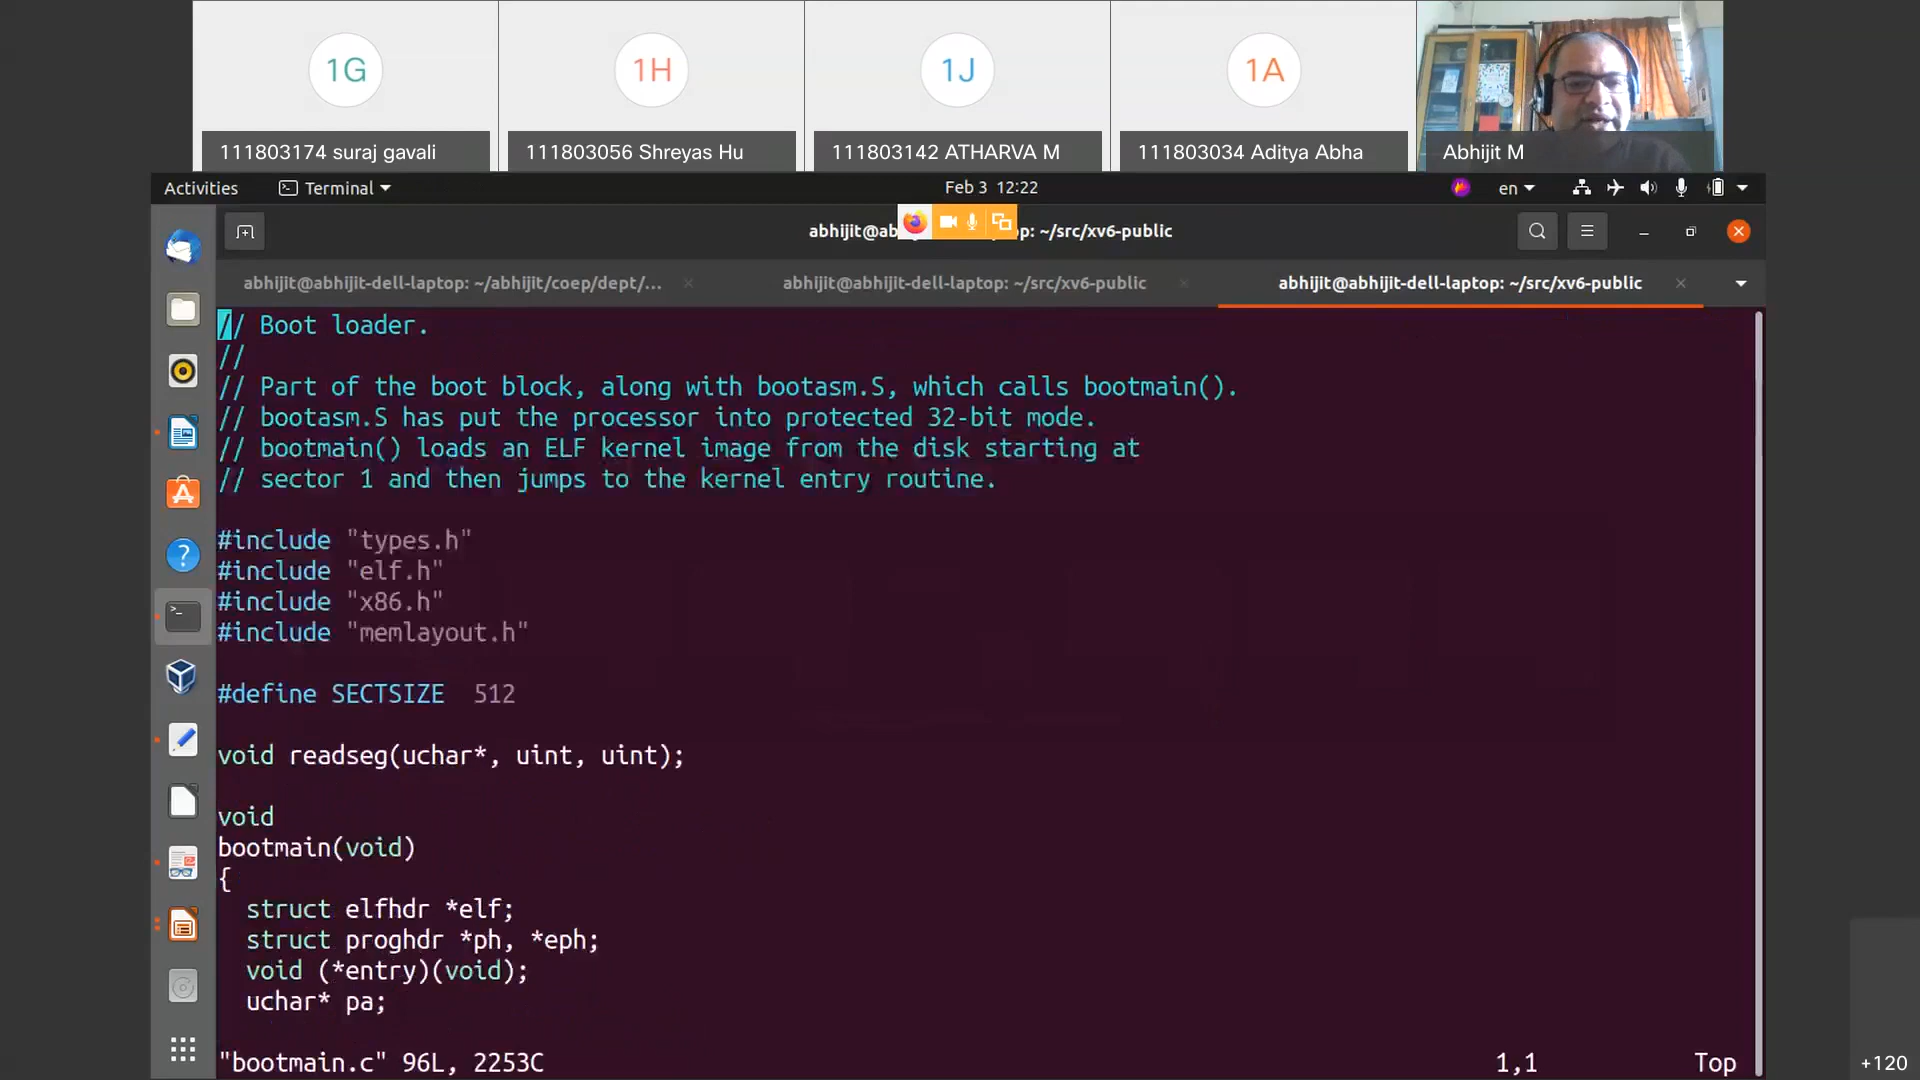 1G
1H
1J
1A
111803174 suraj gavali
111803056 Shreyas Hu
111803142 ATHARVA M
111803034 Aditya Abha
Abhijit M
Activities
Terminal
Feb 3 12:22
en
abhijit@ab
op: ~/src/xv6-public
abhijit@abhijit-dell-laptop: ~/abhijit/coep/dept/...
abhijit@abhijit-dell-laptop: ~/src/xv6-public
abhijit@abhijit-dell-laptop: ~/src/xv6-public
// Boot loader.
//
// Part of the boot block, along with bootasm.S, which calls bootmain().
// bootasm.S has put the processor into protected 32-bit mode.
// bootmain() loads an ELF kernel image from the disk starting at
// sector 1 and then jumps to the kernel entry routine.
#include "types.h"
#include "elf.h"
#include "x86.h"
#include "memlayout.h"
#define SECTSIZE  512
void readseg(uchar*, uint, uint);
void
bootmain(void)
{
  struct elfhdr *elf;
  struct proghdr *ph, *eph;
  void (*entry)(void);
  uchar* pa;
"bootmain.c" 96L, 2253C
1,1
Top
+120